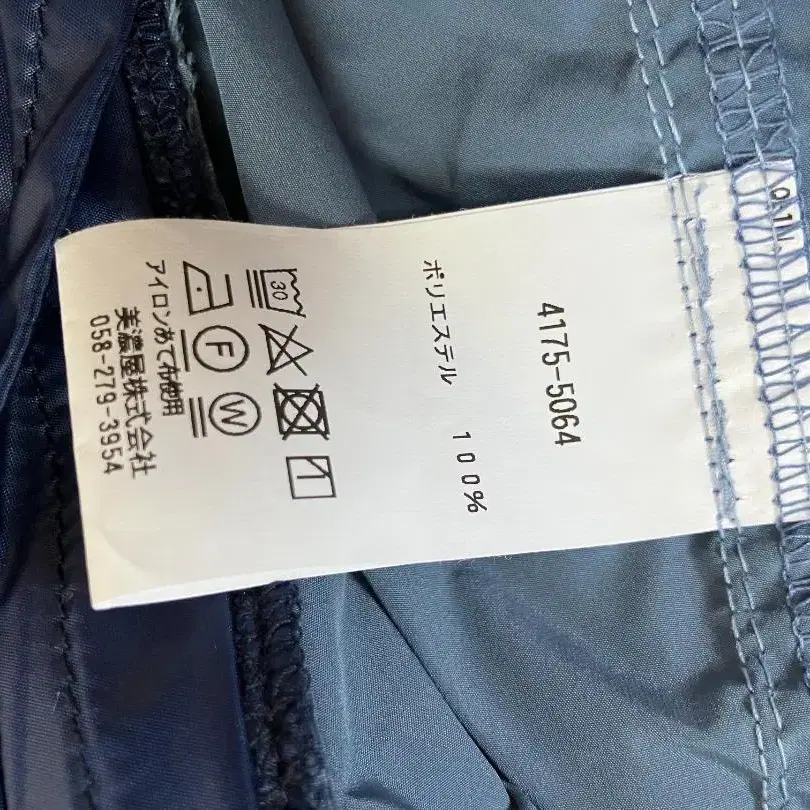 4175-5064
ポリエステル 100%
30
F W
アイロンあて布使用
美濃屋株式会社
058-279-3954